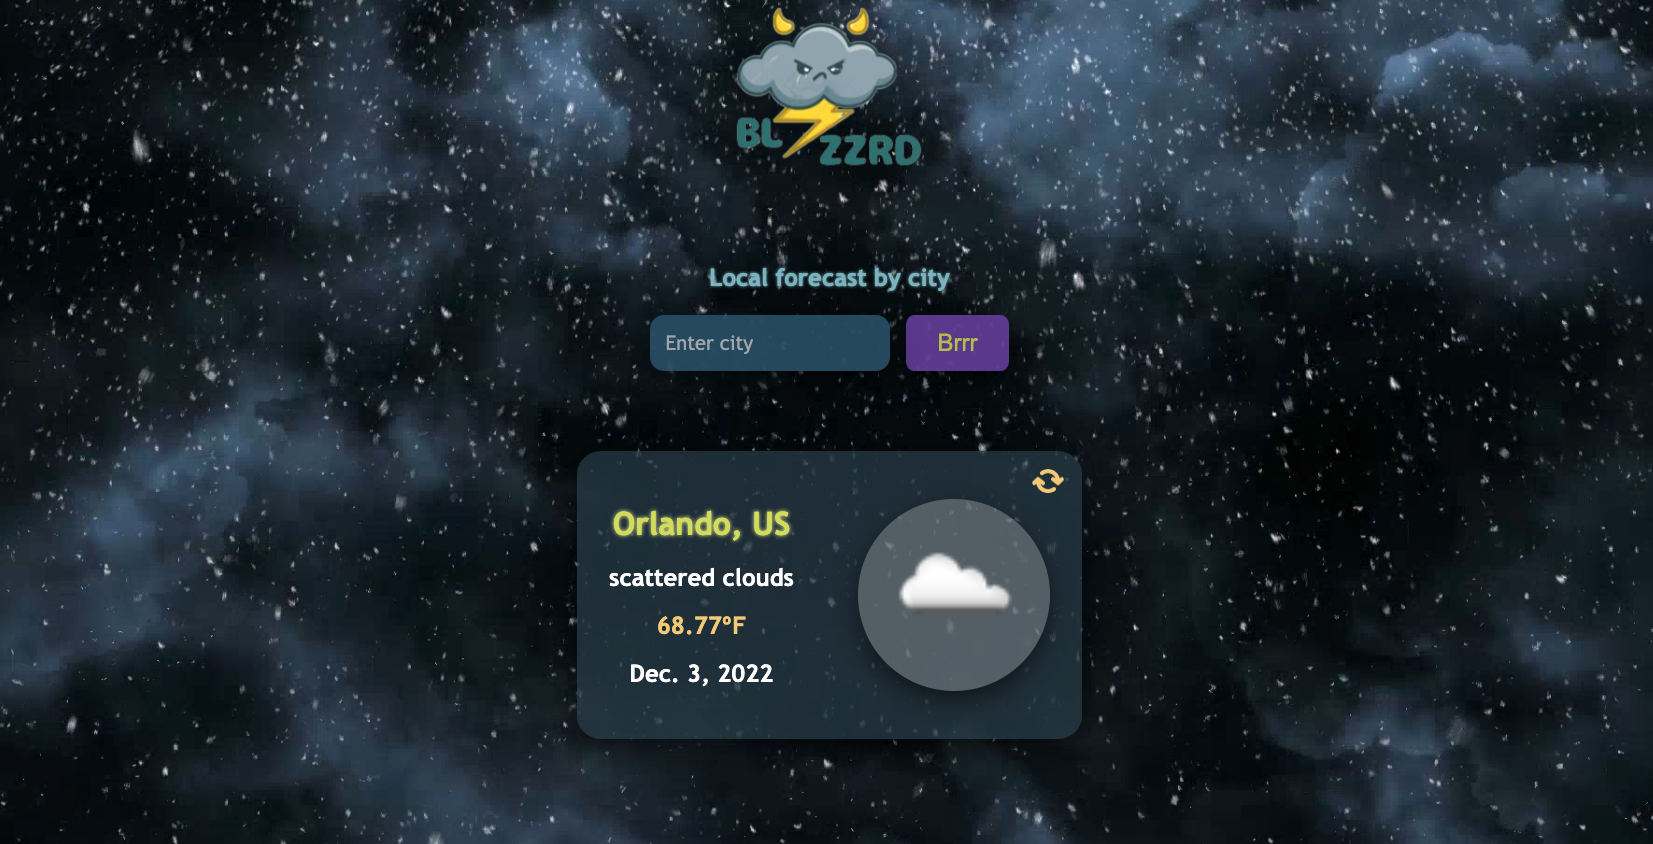 BL ZZRD
Local forecast by city
Enter city
Brrr
Orlando, US
scattered clouds
68.77°F
Dec. 3, 2022